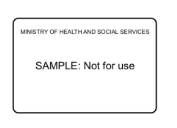 MINISTRY OF HEALTH AND SOCIAL SERVICES
SAMPLE: Not for use